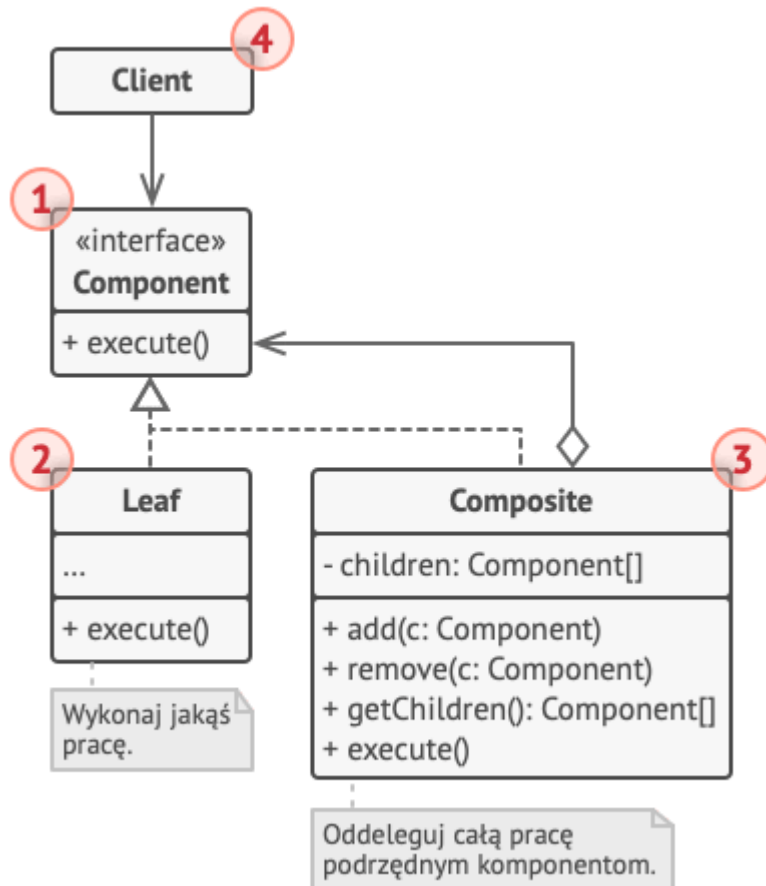 4
Client
1
«interface»
Component
+ execute()
2
Leaf
...
+ execute()
Wykonaj jakąś
pracę.
3
Composite
- children: Component[]
+ add(c: Component)
+ remove(c: Component)
+ getChildren(): Component[]
+ execute()
Oddeleguj całą pracę
podrzędnym komponentom.